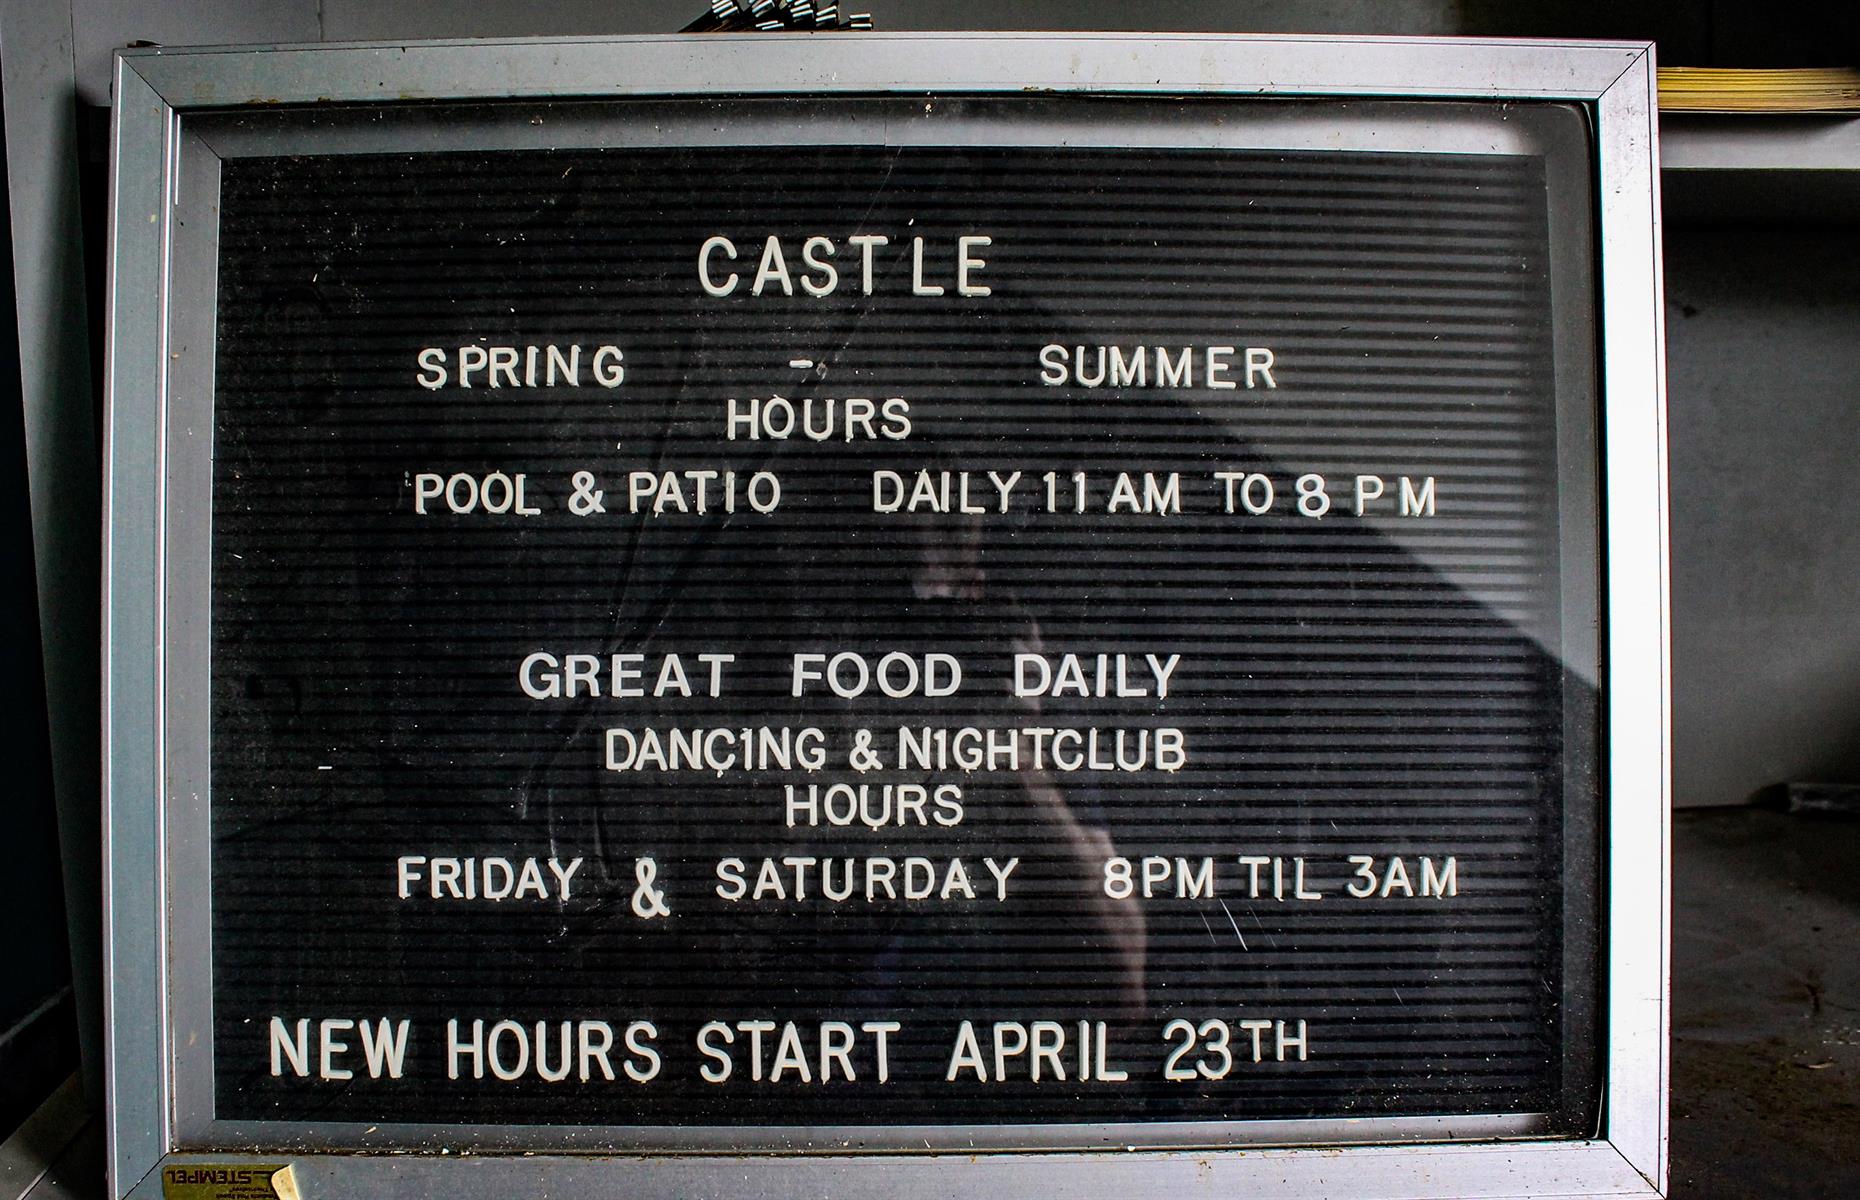 CASTLE
SPRING - SUMMER
HOURS
POOL & PATIO DAILY 11 AM TO 8 PM
GREAT FOOD DAILY
DANCING & NIGHTCLUB
HOURS
FRIDAY & SATURDAY 8PM TIL 3AM
NEW HOURS START APRIL 23TH
STEMPEL